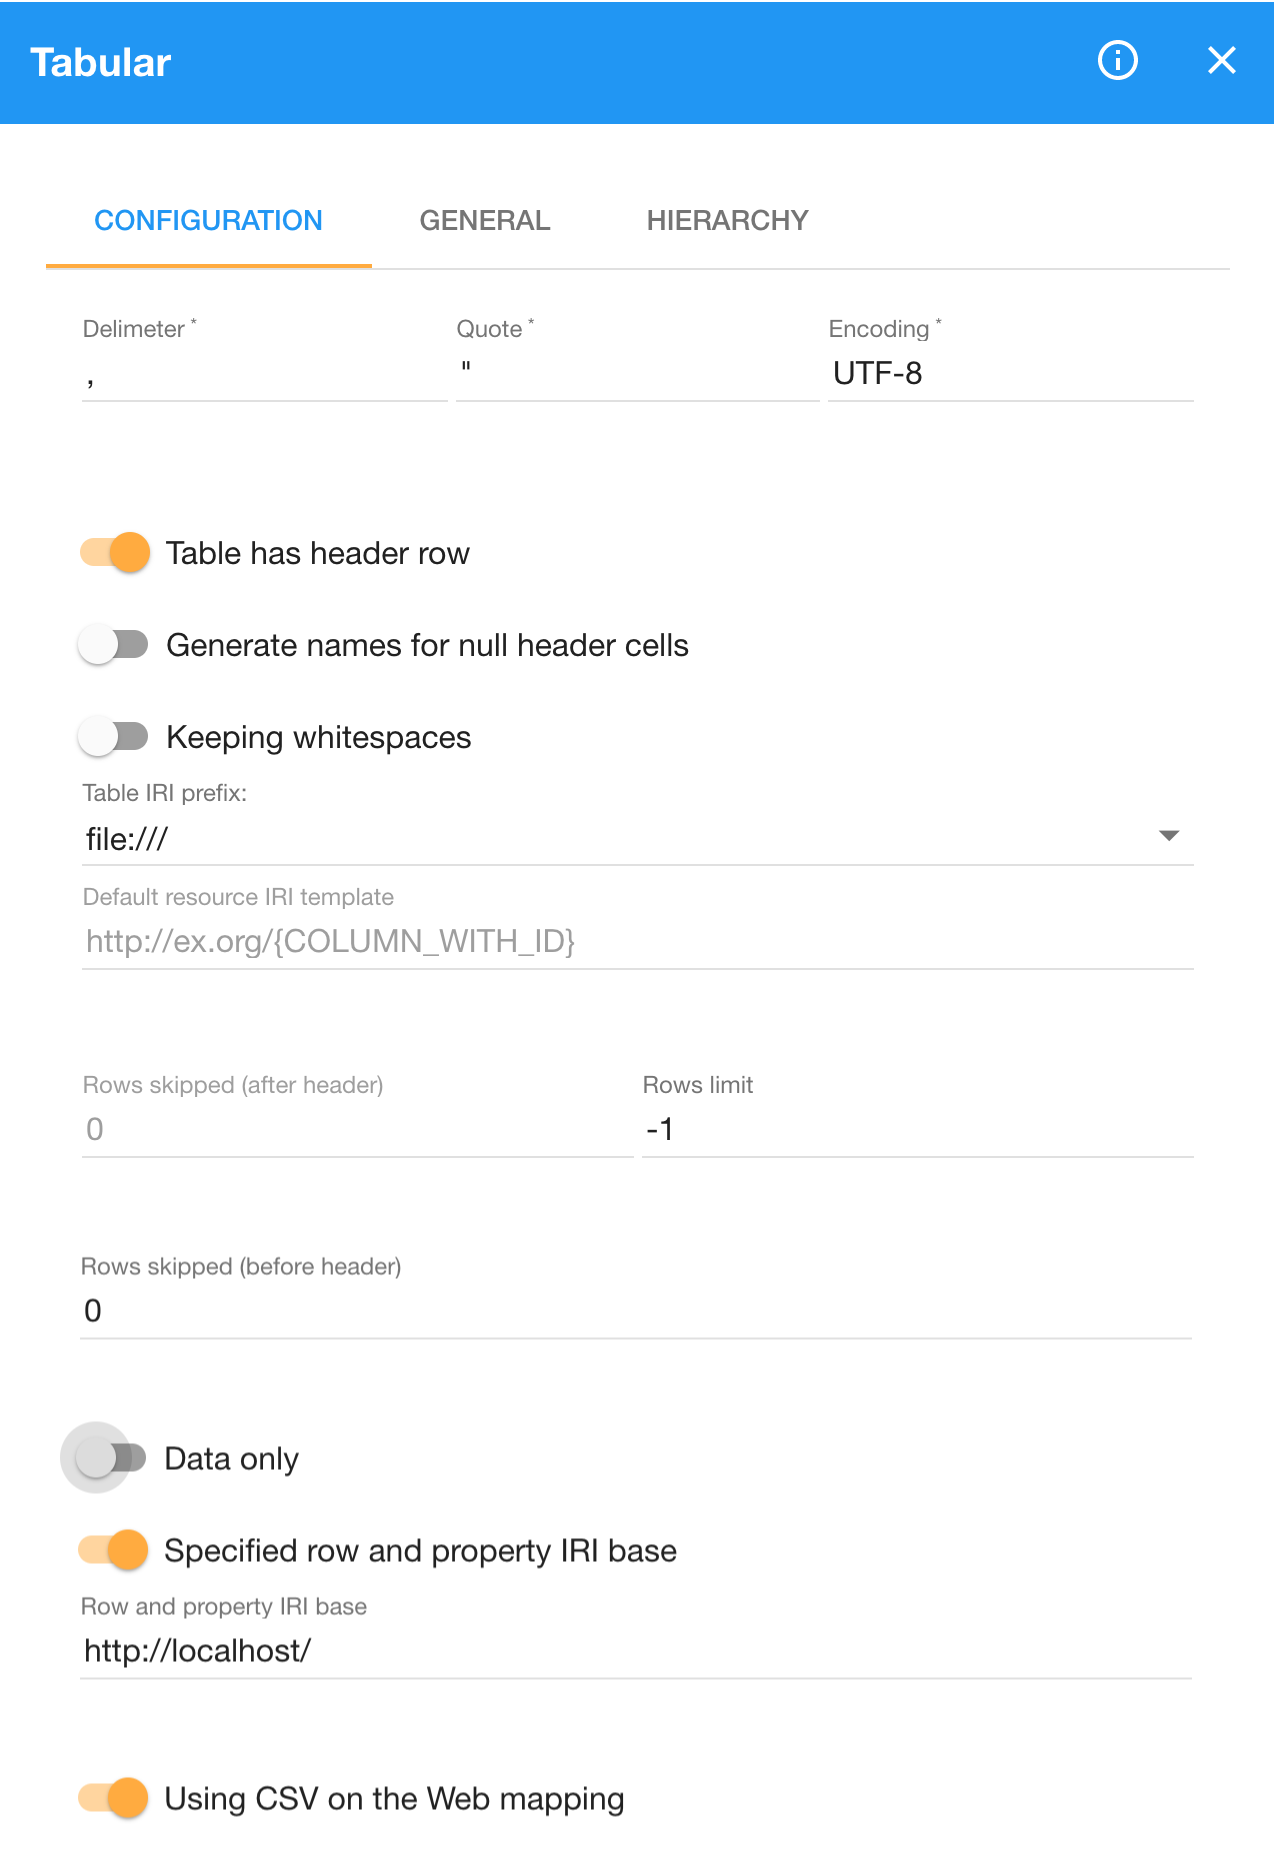 Tabular
CONFIGURATION GENERAL HIERARCHY
Delimeter * Quote * Encoding *
, " UTF-8
Table has header row
Generate names for null header cells
Keeping whitespaces
Table IRI prefix:
file:///
Default resource IRI template
http://ex.org/{COLUMN_WITH_ID}
Rows skipped (after header) Rows limit
0 -1
Rows skipped (before header)
0
Data only
Specified row and property IRI base
Row and property IRI base
http://localhost/
Using CSV on the Web mapping